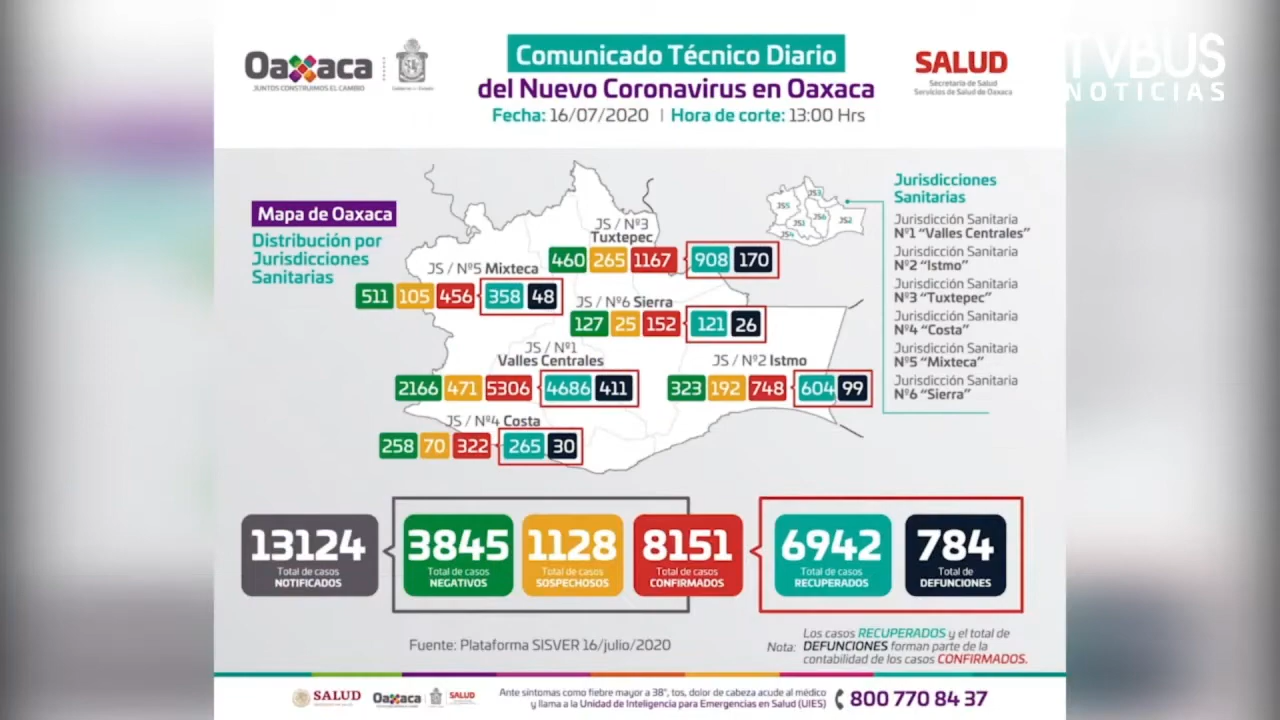 Oaxaca
JUNTOS CONSTRUIMOS EL CAMBIO
Comunicado Técnico Diario
del Nuevo Coronavirus en Oaxaca
Fecha: 16/07/2020 | Hora de corte: 13:00 Hrs
SALUD
Secretaría de Salud
Servicios de Salud de Oaxaca
TVBUS
NOTICIAS
Mapa de Oaxaca
Distribución por
Jurisdicciones
Sanitarias
JS / Nº3
Tuxtepec
460 265 1167 908 170
JS / Nº5 Mixteca
511 105 456 358 48
JS / Nº6 Sierra
127 25 152 121 26
JS / Nº1
Valles Centrales
2166 471 5306 4686 411
JS / Nº2 Istmo
323 192 748 604 99
JS / Nº4 Costa
258 70 322 265 30
JS3
JS5
JS6
JS1
JS2
JS4
Jurisdicciones
Sanitarias
Jurisdicción Sanitaria
Nº1 “Valles Centrales”
Jurisdicción Sanitaria
Nº2 “Istmo”
Jurisdicción Sanitaria
Nº3 “Tuxtepec”
Jurisdicción Sanitaria
Nº4 “Costa”
Jurisdicción Sanitaria
Nº5 “Mixteca”
Jurisdicción Sanitaria
Nº6 “Sierra”
13124
Total de casos
NOTIFICADOS
3845
Total de casos
NEGATIVOS
1128
Total de casos
SOSPECHOSOS
8151
Total de casos
CONFIRMADOS
6942
Total de casos
RECUPERADOS
784
Total de
DEFUNCIONES
Fuente: Plataforma SISVER 16/julio/2020
Nota: Los casos RECUPERADOS y el total de
DEFUNCIONES forman parte de la
contabilidad de los casos CONFIRMADOS.
SALUD
Oaxaca
SALUD
Ante síntomas como fiebre mayor a 38°, tos, dolor de cabeza acude al médico
y llama a la Unidad de Inteligencia para Emergencias en Salud (UIES)
800 770 84 37